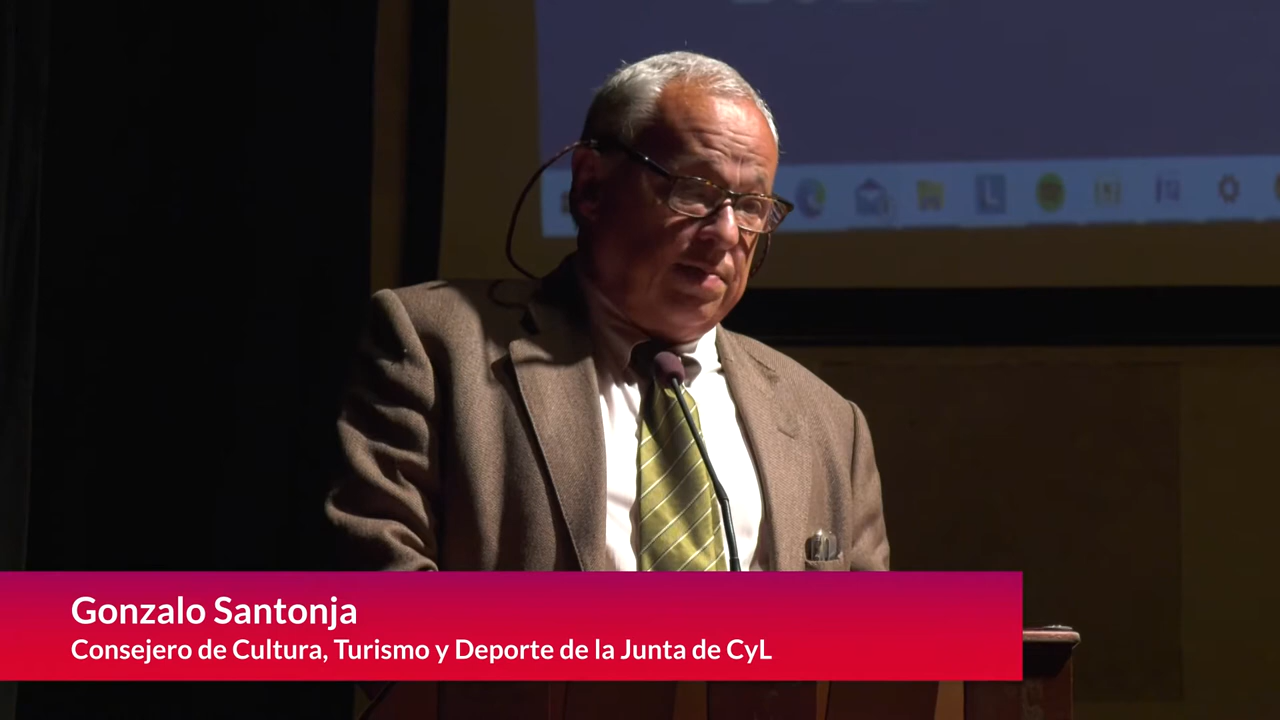 Gonzalo Santonja
Consejero de Cultura, Turismo y Deporte de la Junta de CyL